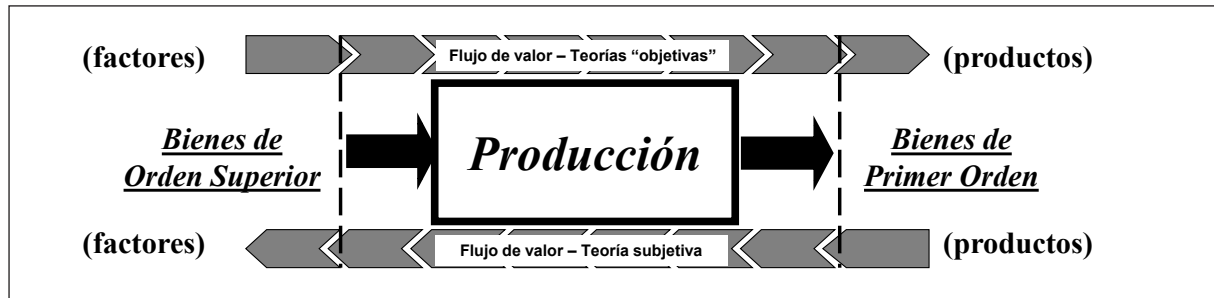 (factores) Flujo de valor – Teorías “objetivas” (productos)
Bienes de
Orden Superior
Producción
Bienes de
Primer Orden
(factores) Flujo de valor – Teoría subjetiva (productos)